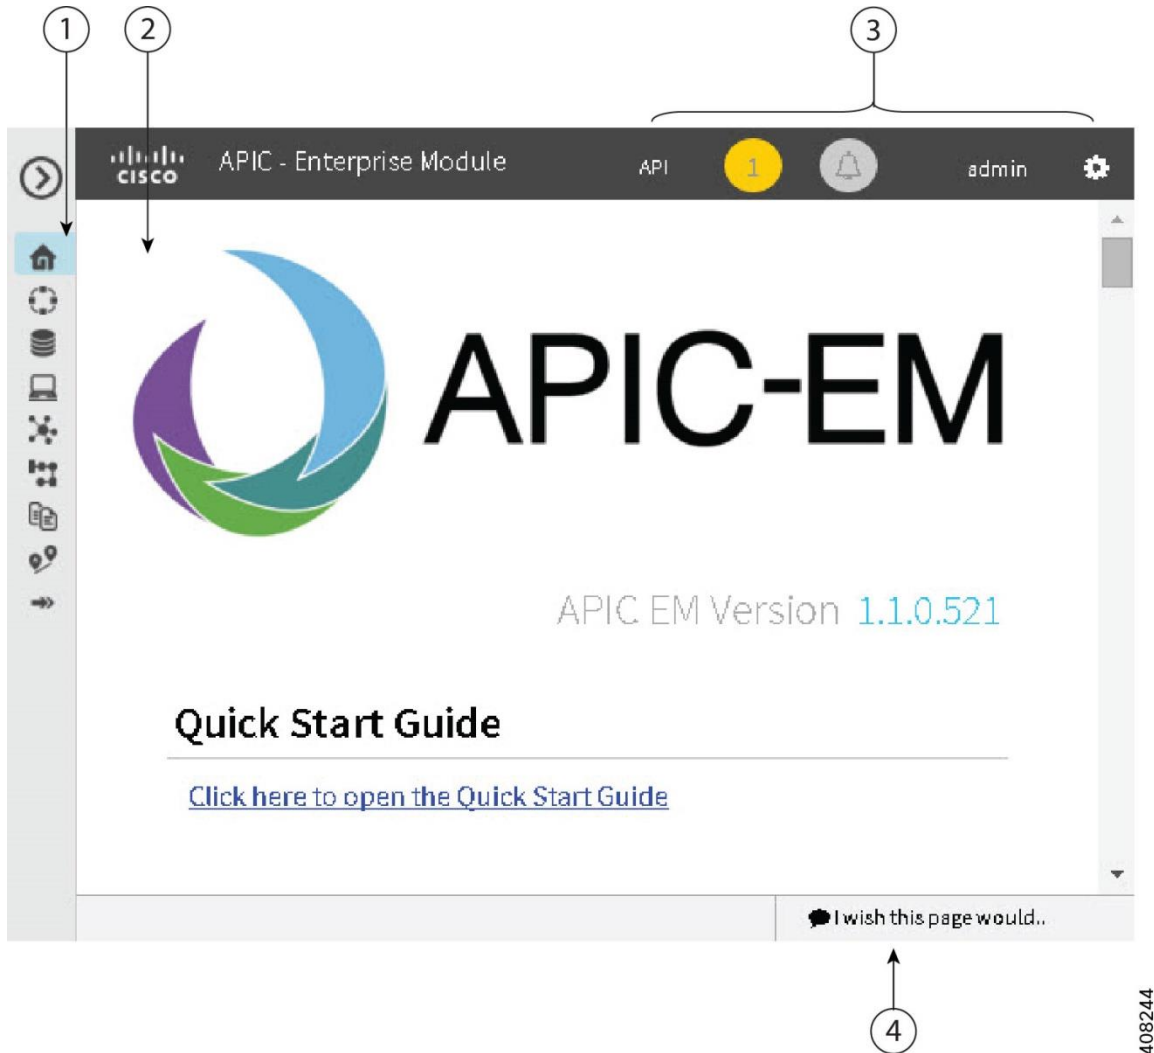 1
2
3
CISCO
APIC - Enterprise Module
API
1
admin
APIC-EM
APIC EM Version 1.1.0.521
Quick Start Guide
Click here to open the Quick Start Guide
I wish this page would..
4
408244